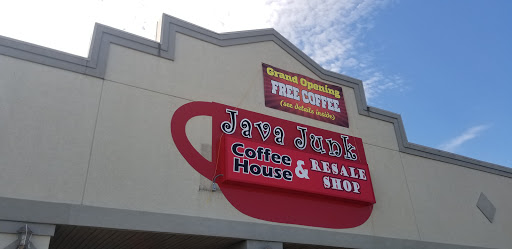 Grand Opening
FREE COFFEE
(see details inside)
Java Junk
Coffee
House
&
RESALE
SHOP